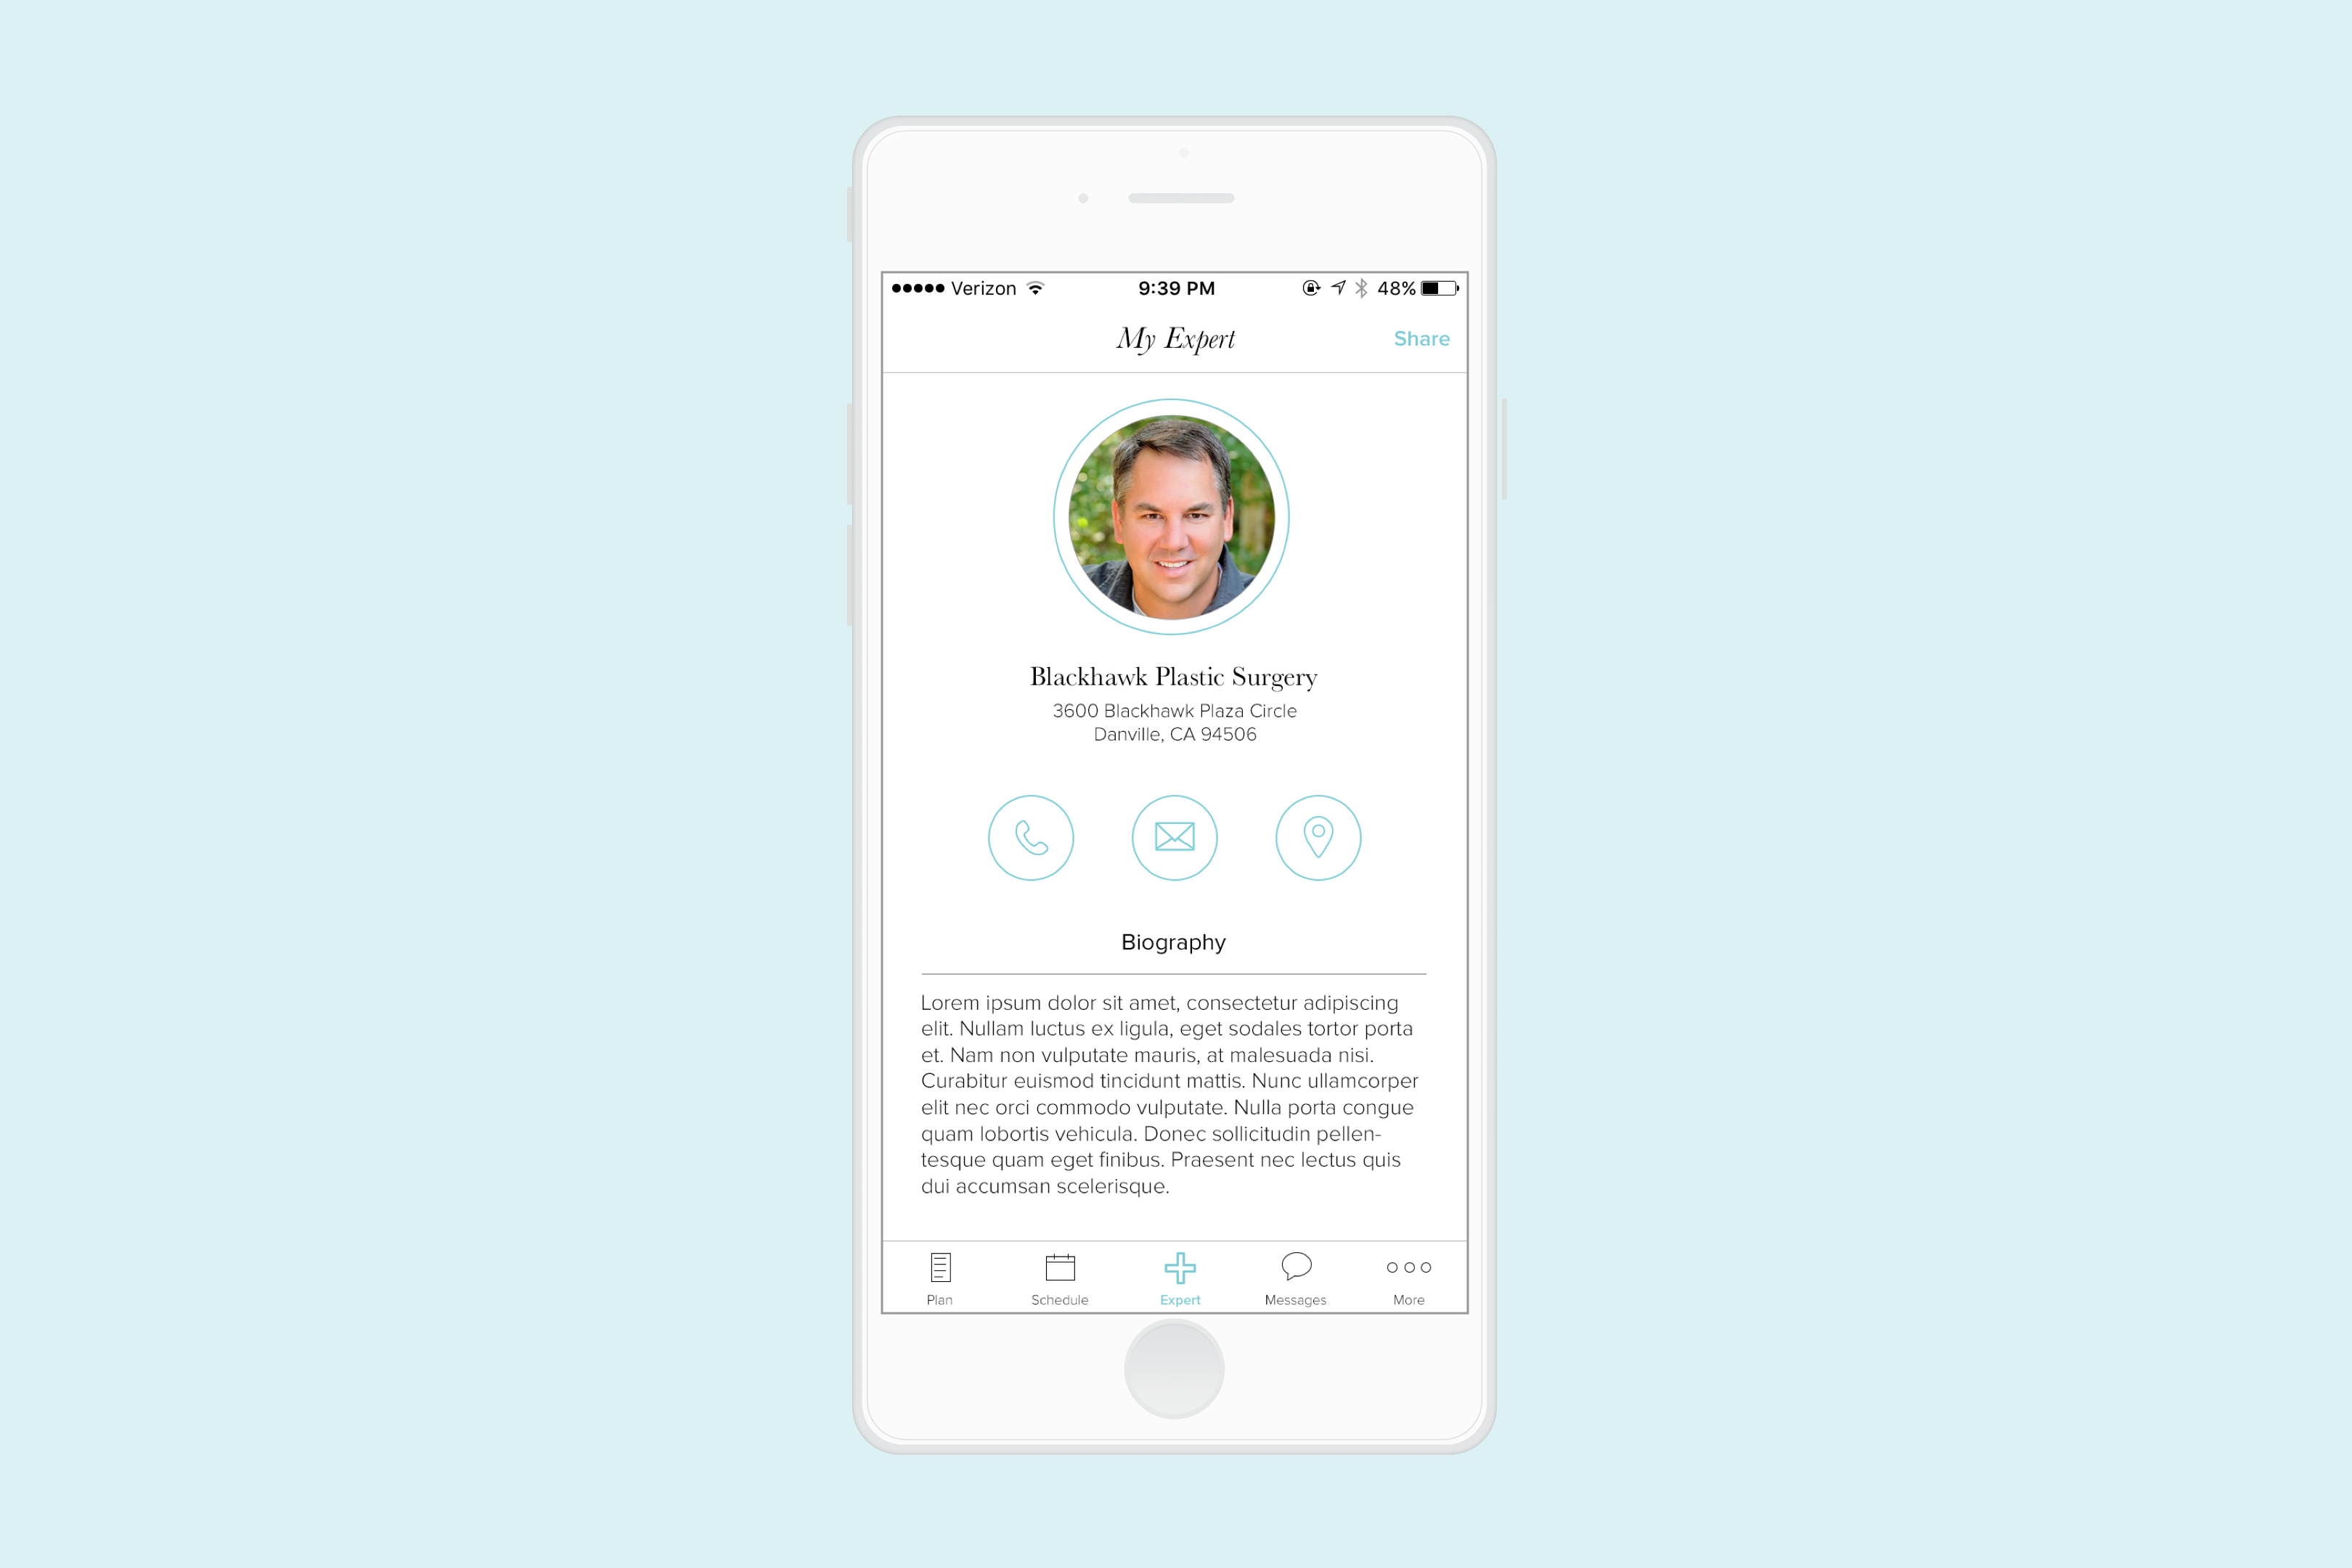 Verizon
9:39 PM
48%
My Expert
Share
Blackhawk Plastic Surgery
3600 Blackhawk Plaza Circle
Danville, CA 94506
Biography
Lorem ipsum dolor sit amet, consectetur adipiscing
elit. Nullam luctus ex ligula, eget sodales tortor porta
et. Nam non vulputate mauris, at malesuada nisi.
Curabitur euismod tincidunt mattis. Nunc ullamcorper
elit nec orci commodo vulputate. Nulla porta congue
quam lobortis vehicula. Donec sollicitudin pellen-
tesque quam eget finibus. Praesent nec lectus quis
dui accumsan scelerisque.
Plan
Schedule
Expert
Messages
More